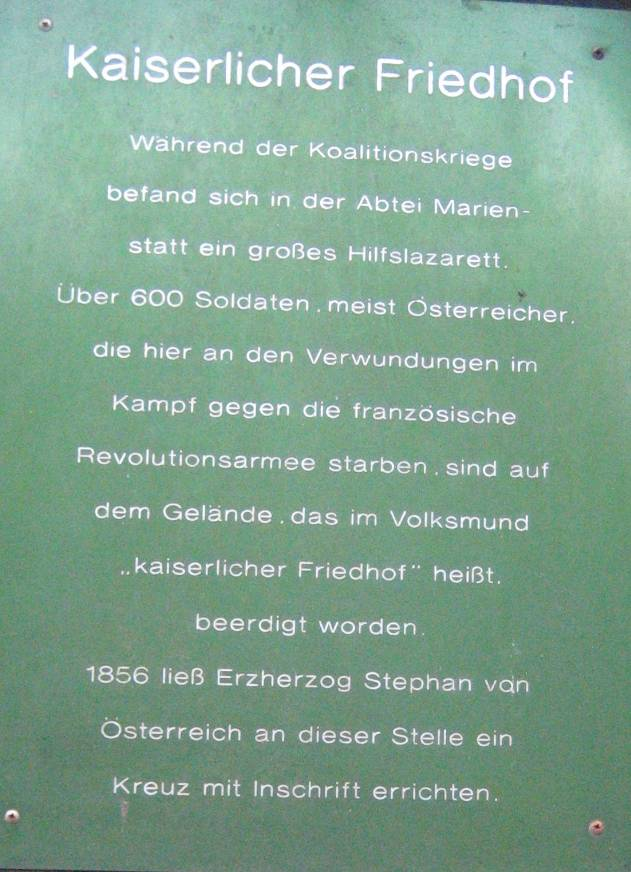 Kaiserlicher Friedhof
Während der Koalitionskriege
befand sich in der Abtei Marien-
statt ein großes Hilfslazarett.
Über 600 Soldaten, meist Österreicher,
die hier an den Verwundungen im
Kampf gegen die französische
Revolutionsarmee starben, sind auf
dem Gelände, das im Volksmund
„kaiserlicher Friedhof“ heißt,
beerdigt worden.
1856 ließ Erzherzog Stephan von
Österreich an dieser Stelle ein
Kreuz mit Inschrift errichten.